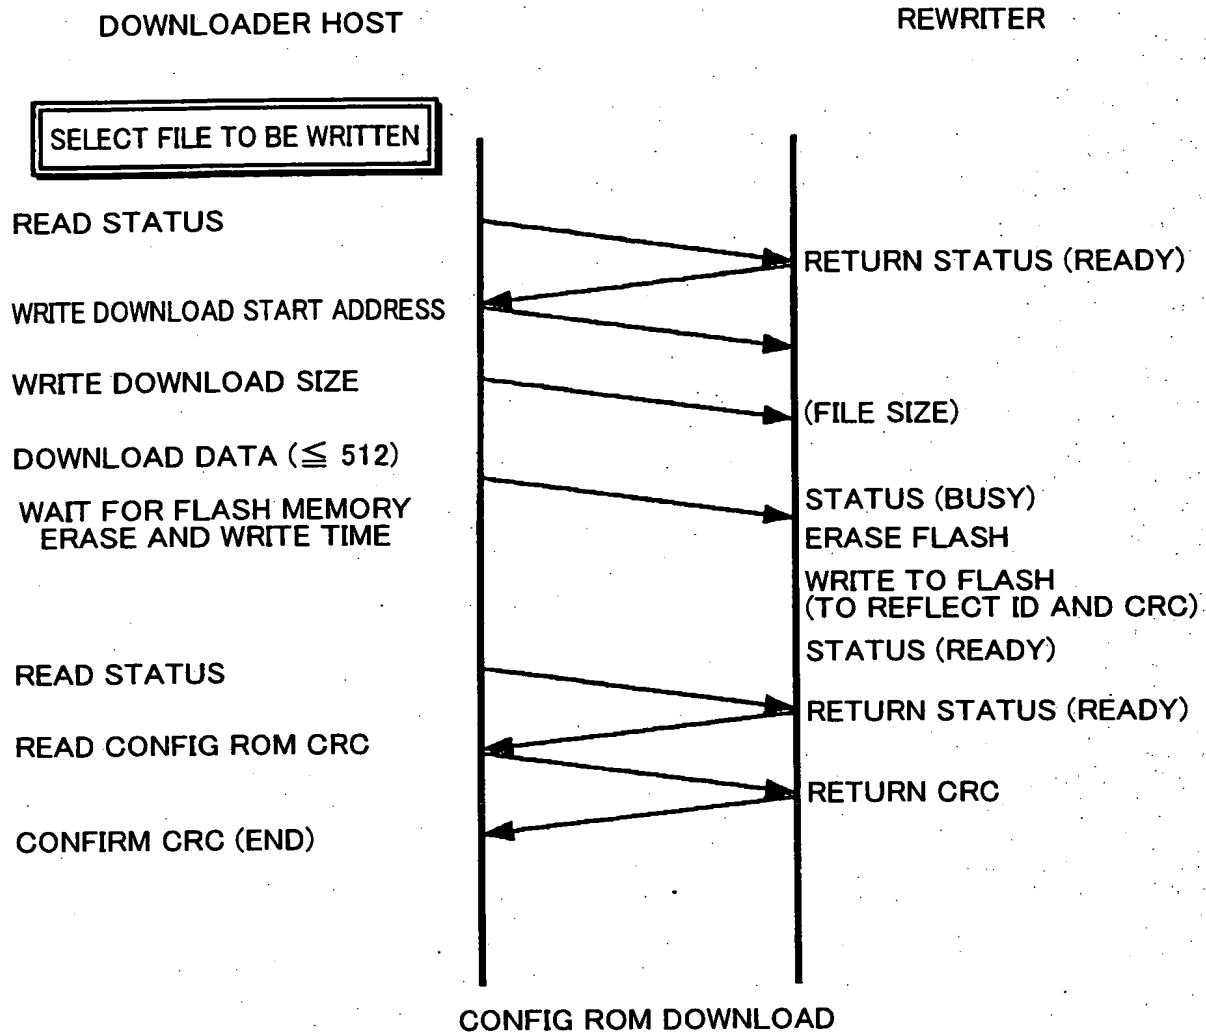 DOWNLOADER HOST
REWRITER
SELECT FILE TO BE WRITTEN
READ STATUS
RETURN STATUS (READY)
WRITE DOWNLOAD START ADDRESS
WRITE DOWNLOAD SIZE
(FILE SIZE)
DOWNLOAD DATA (≦ 512)
STATUS (BUSY)
WAIT FOR FLASH MEMORY
ERASE AND WRITE TIME
ERASE FLASH
WRITE TO FLASH
(TO REFLECT ID AND CRC)
STATUS (READY)
READ STATUS
RETURN STATUS (READY)
READ CONFIG ROM CRC
RETURN CRC
CONFIRM CRC (END)
CONFIG ROM DOWNLOAD